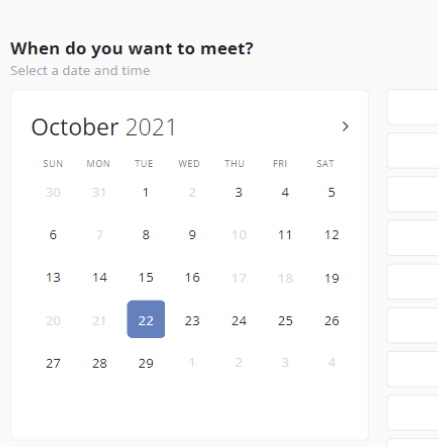 When do you want to meet?
Select a date and time
October 2021
SUN MON TUE WED THU FRI SAT
30 31 1 2 3 4 5
6 7 8 9 10 11 12
13 14 15 16 17 18 19
20 21 22 23 24 25 26
27 28 29 1 2 3 4